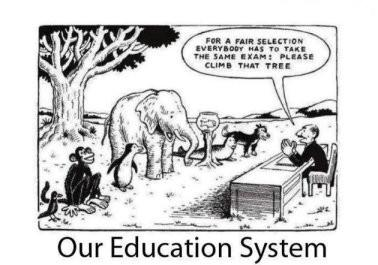 FOR A FAIR SELECTION
EVERYBODY HAS TO TAKE
THE SAME EXAM: PLEASE
CLIMB THAT TREE
Our Education System